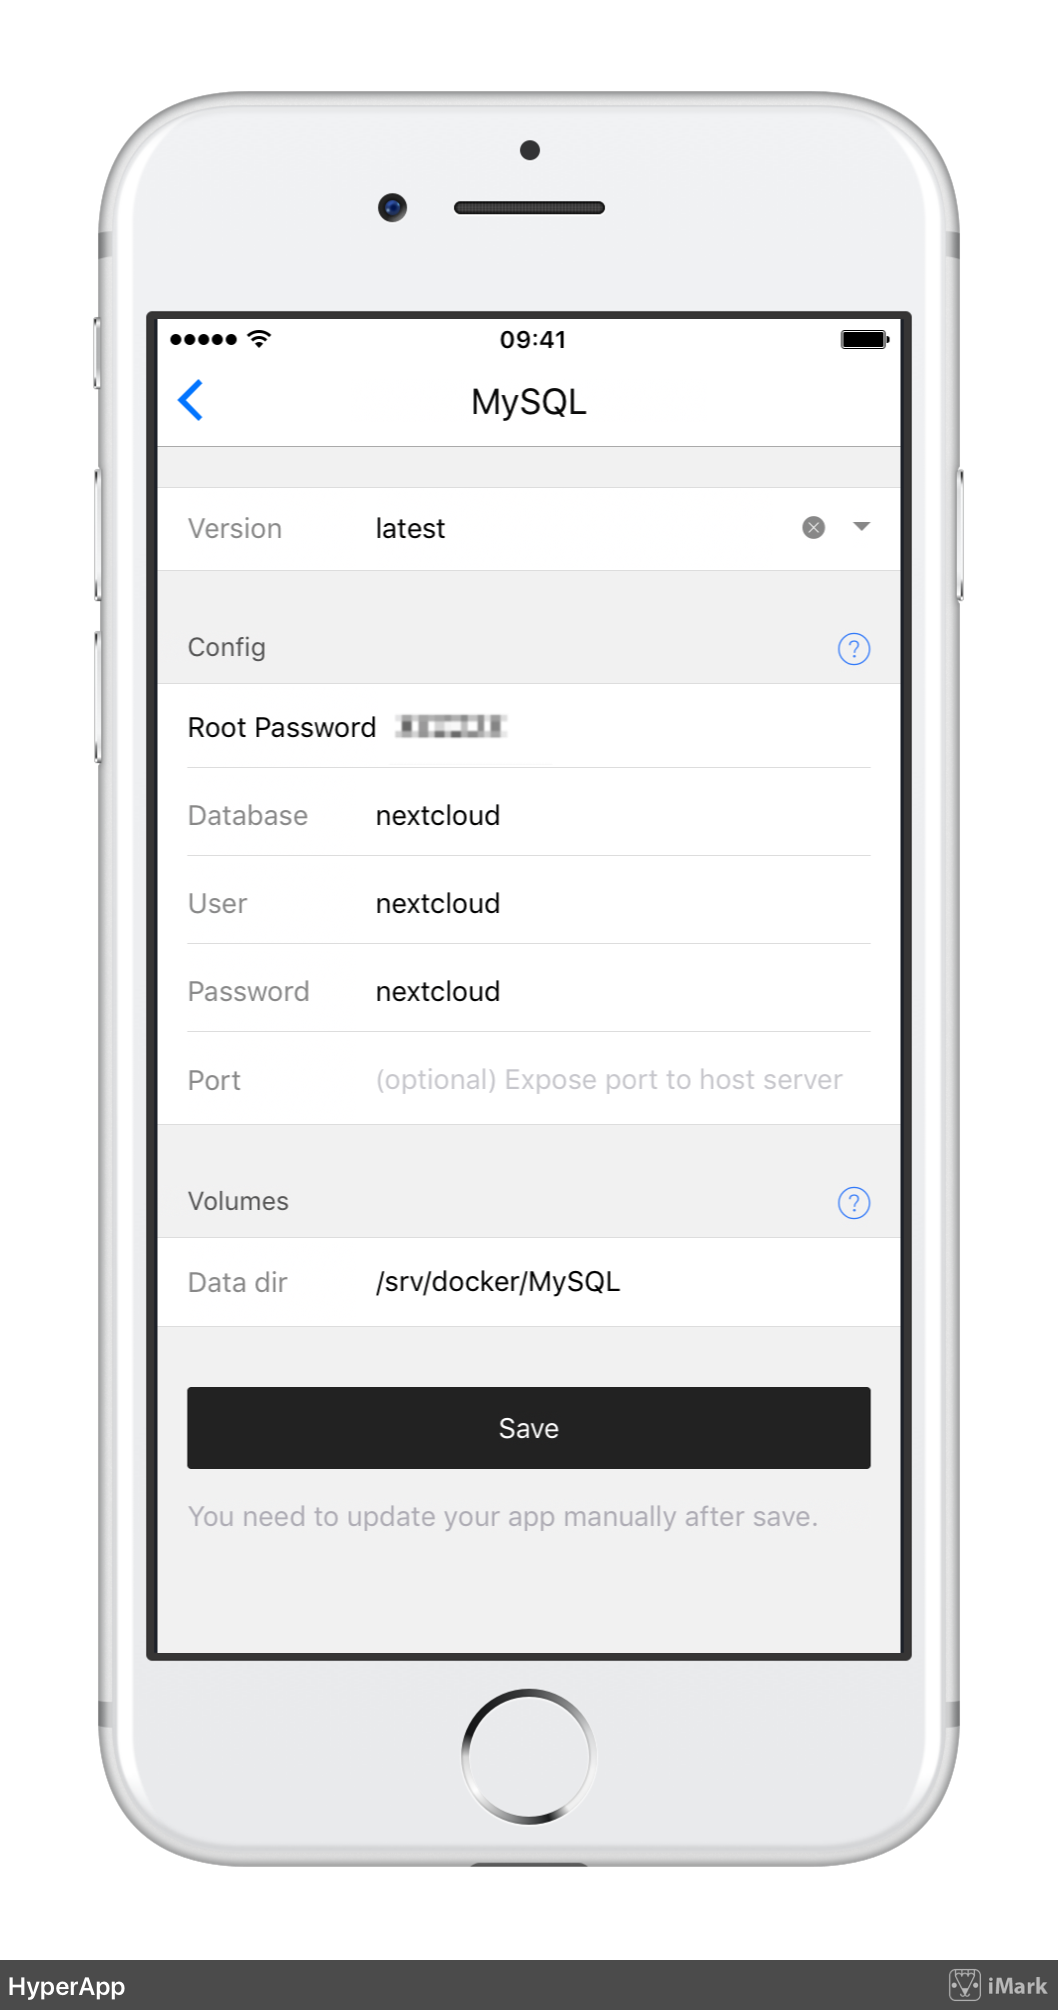 09:41
MySQL
Version latest
Config ?
Root Password
Database nextcloud
User nextcloud
Password nextcloud
Port (optional) Expose port to host server
Volumes ?
Data dir /srv/docker/MySQL
Save
You need to update your app manually after save.
HyperApp iMark